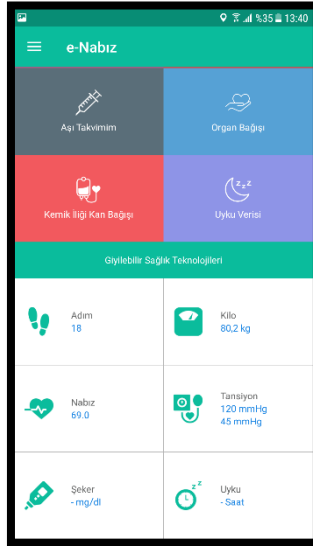 %35 13:40
e-Nabız
Aşı Takvimim
Organ Bağışı
Kemik İliği Kan Bağışı
z z Z
Uyku Verisi
Giyilebilir Sağlık Teknolojileri
Adım
18
Kilo
80,2 kg
Nabız
69.0
Tansiyon
120 mmHg
45 mmHg
Şeker
- mg/dl
z z
Uyku
- Saat